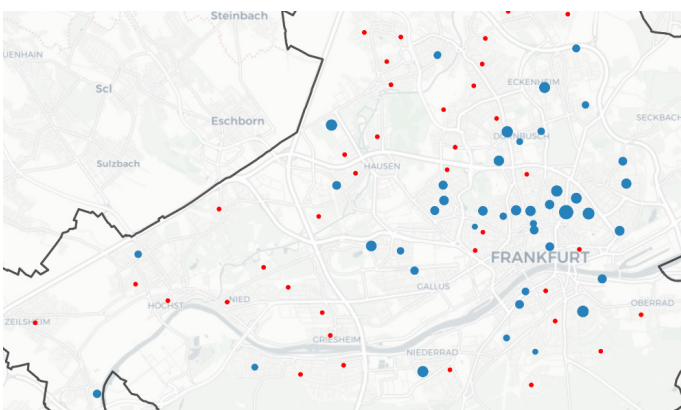 Steinbach
UENHAIN
Scl
ECKENHEIM
Eschborn
SECKBACH
DORNBUSCH
Sulzbach
HAUSEN
FRANKFURT
GALLUS
HÖCHST
NIED
OBERRAD
ZEILSHEIM
GRIESHEIM
NIEDERRAD